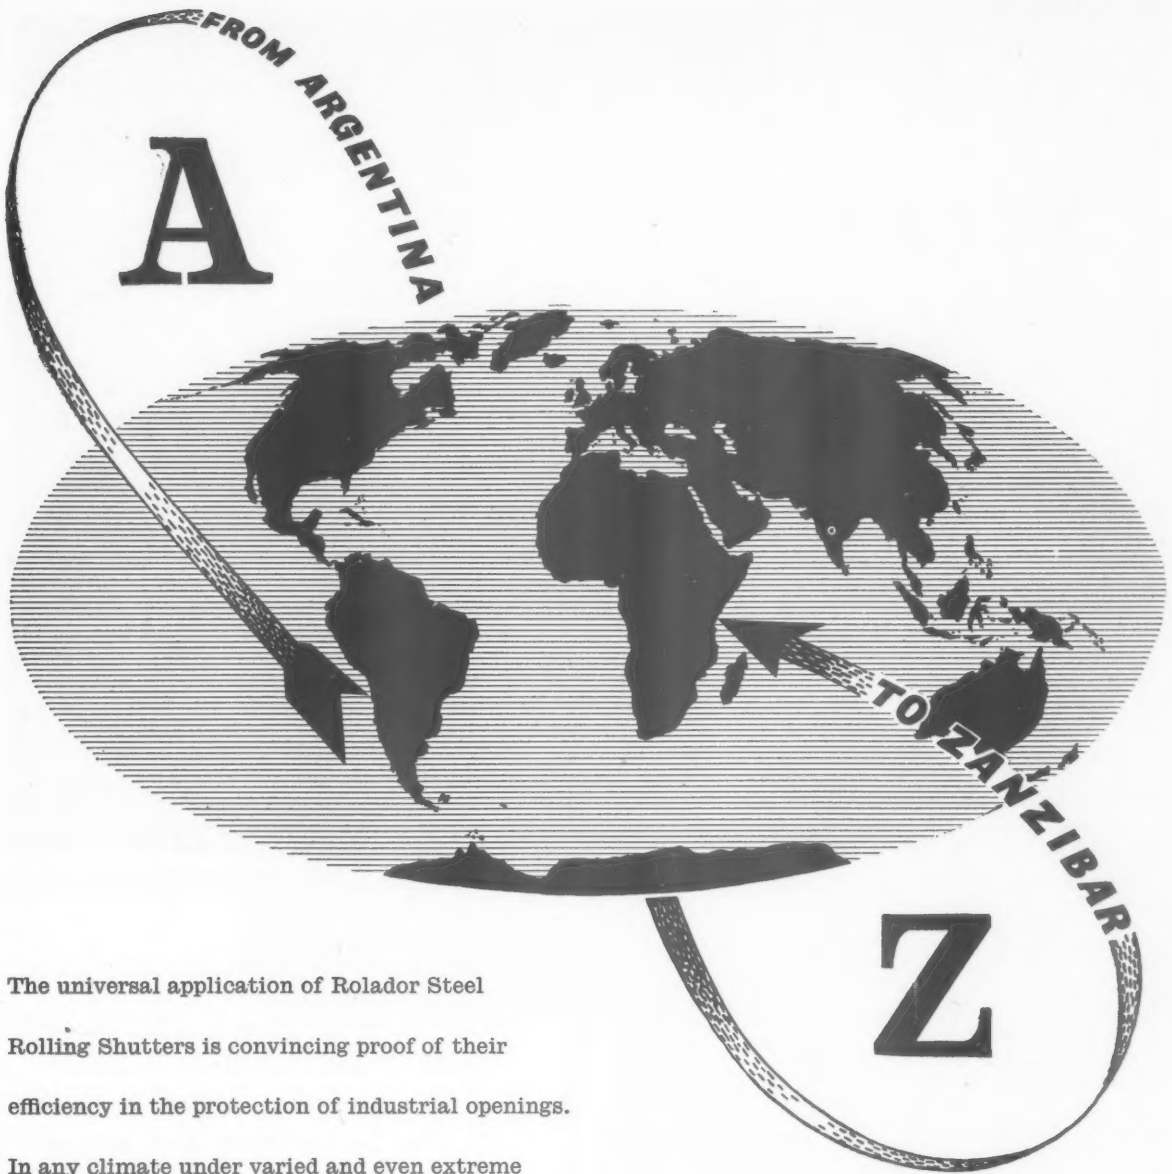 FROM ARGENTINA
A
TO ZANZIBAR
Z
The universal application of Rolador Steel
Rolling Shutters is convincing proof of their
efficiency in the protection of industrial openings.
In any climate under varied and even extreme